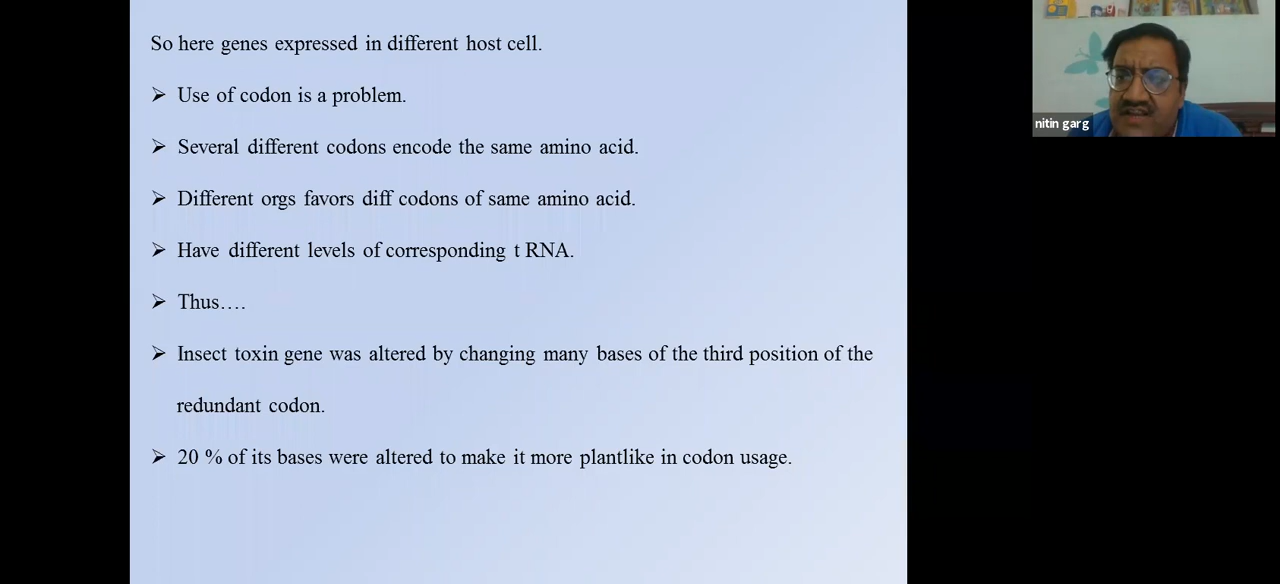 So here genes expressed in different host cell.
➢ Use of codon is a problem.
➢ Several different codons encode the same amino acid.
➢ Different orgs favors diff codons of same amino acid.
➢ Have different levels of corresponding t RNA.
➢ Thus….
➢ Insect toxin gene was altered by changing many bases of the third position of the
redundant codon.
➢ 20 % of its bases were altered to make it more plantlike in codon usage.
nitin garg